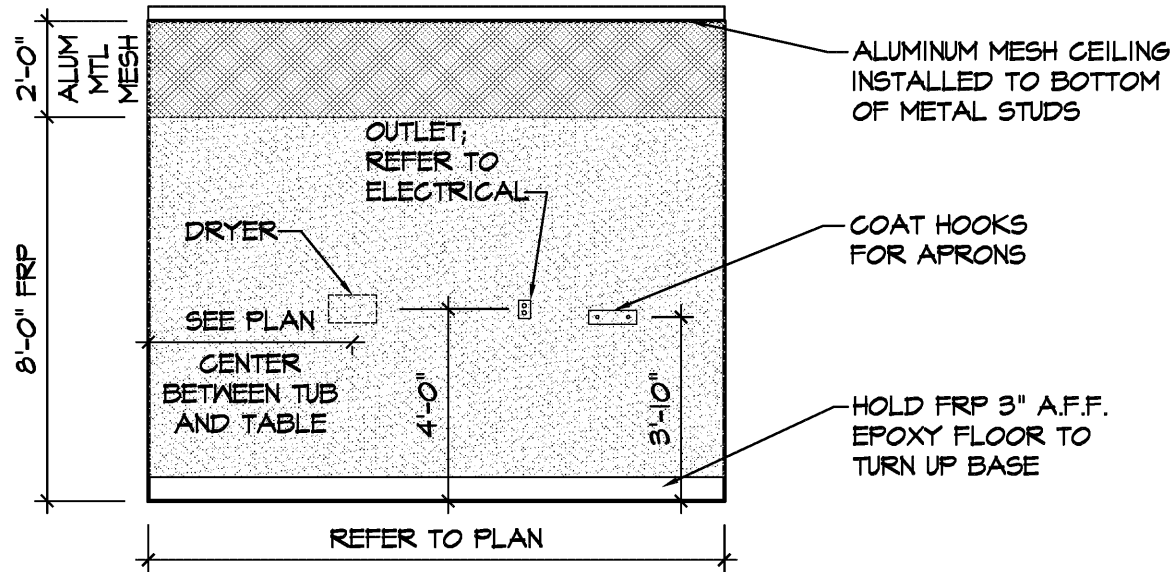 2'-0"
ALUM
MTL
MESH
ALUMINUM MESH CEILING
INSTALLED TO BOTTOM
OF METAL STUDS
OUTLET;
REFER TO
ELECTRICAL
DRYER
COAT HOOKS
FOR APRONS
8'-0" FRP
SEE PLAN
CENTER
BETWEEN TUB
AND TABLE
4'-0"
3'-10"
HOLD FRP 3" A.F.F.
EPOXY FLOOR TO
TURN UP BASE
REFER TO PLAN